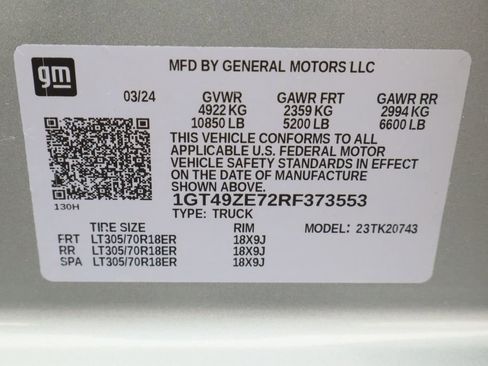 gm
MFD BY GENERAL MOTORS LLC
03/24 GVWR GAWR FRT GAWR RR
4922 KG 2359 KG 2994 KG
10850 LB 5200 LB 6600 LB
THIS VEHICLE CONFORMS TO ALL
APPLICABLE U.S. FEDERAL MOTOR
VEHICLE SAFETY STANDARDS IN EFFECT
ON THE DATE OF MANUFACTURE
SHOWN ABOVE.
1GT49ZE72RF373553
130H
TYPE: TRUCK
TIRE SIZE RIM MODEL: 23TK20743
FRT LT305/70R18ER 18X9J
RR LT305/70R18ER 18X9J
SPA LT305/70R18ER 18X9J